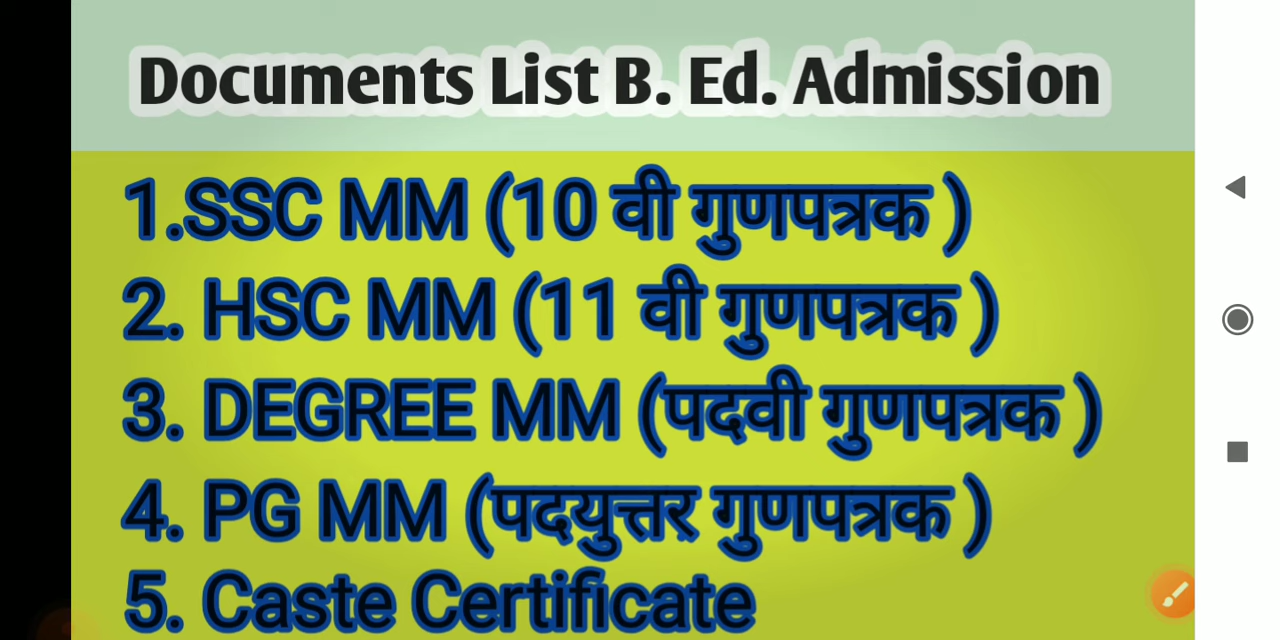 Documents List B. Ed. Admission
1.SSC MM (10 वी गुणपत्रक )
2. HSC MM (11 वी गुणपत्रक )
3. DEGREE MM (पदवी गुणपत्रक )
4. PG MM (पदयुत्तर गुणपत्रक )
5. Caste Certificate